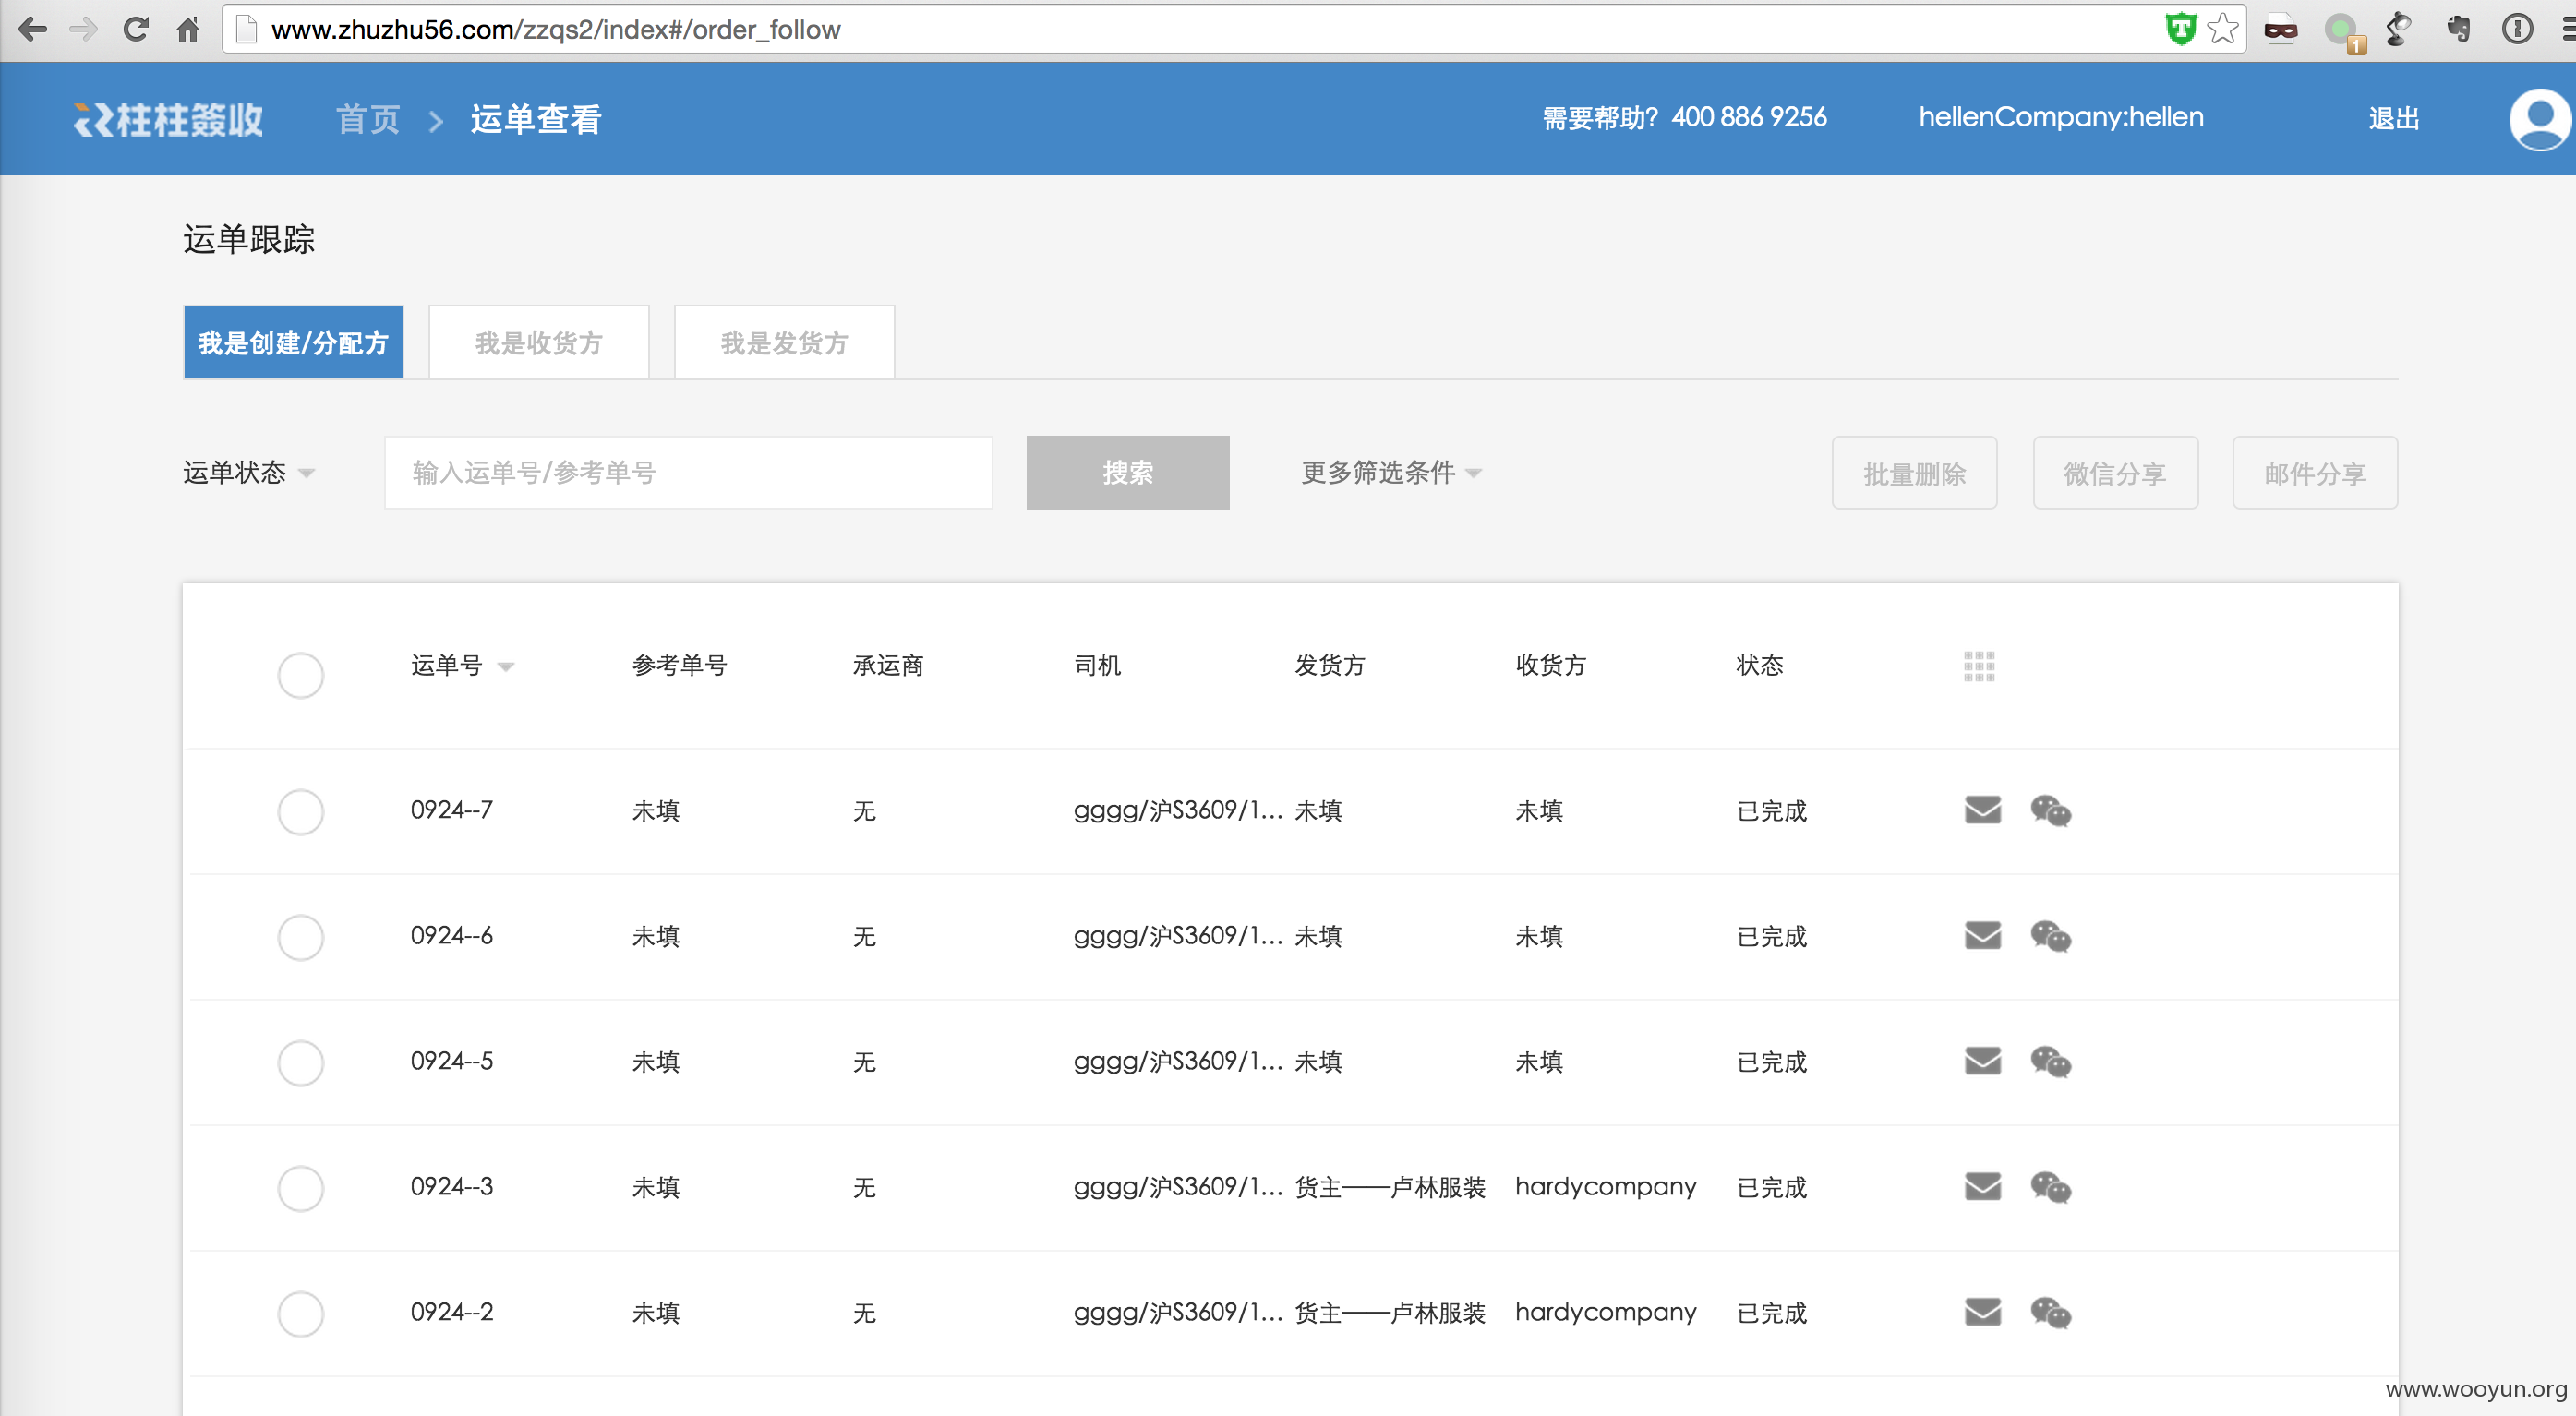 www.zhuzhu56.com/zzqs2/index#/order_follow
1
柱柱簽收 首页 > 运单查看 需要帮助? 400 886 9256 hellenCompany:hellen 退出
运单跟踪
我是创建/分配方 我是收货方 我是发货方
运单状态 输入运单号/参考单号 搜索 更多筛选条件 批量删除 微信分享 邮件分享
运单号 参考单号 承运商 司机 发货方 收货方 状态
0924--7 未填 无 gggg/沪S3609/1... 未填 未填 已完成
0924--6 未填 无 gggg/沪S3609/1... 未填 未填 已完成
0924--5 未填 无 gggg/沪S3609/1... 未填 未填 已完成
0924--3 未填 无 gggg/沪S3609/1... 货主——卢林服装 hardycompany 已完成
0924--2 未填 无 gggg/沪S3609/1... 货主——卢林服装 hardycompany 已完成
www.wooyun.org